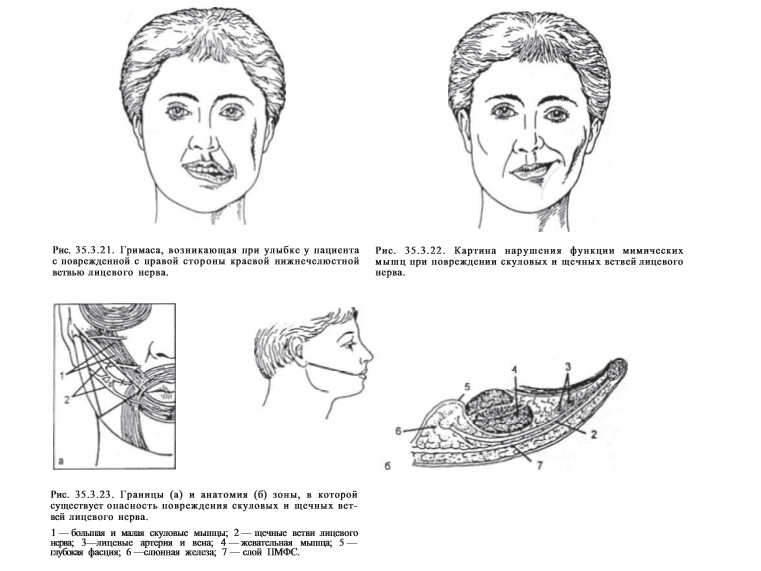 Рис. 35.3.21. Гримаса, возникающая при улыбке у пациента
с поврежденной с правой стороны краевой нижнечелюстной
ветвью лицевого нерва.
Рис. 35.3.22. Картина нарушения функции мимических
мышц при повреждении скуловых и щечных ветвей лицевого
нерва.
1
2
а
5
4
3
6
2
7
б
Рис. 35.3.23. Границы (а) и анатомия (б) зоны, в которой
существует опасность повреждения скуловых и щечных вет-
вей лицевого нерва.
1 — большая и малая скуловые мышцы; 2 — щечные ветви лицевого
нерва; 3—лицевые артерия и вена; 4 — жевательная мышца; 5 —
глубокая фасция; 6 —слюнная железа; 7 — слой ПМФС.